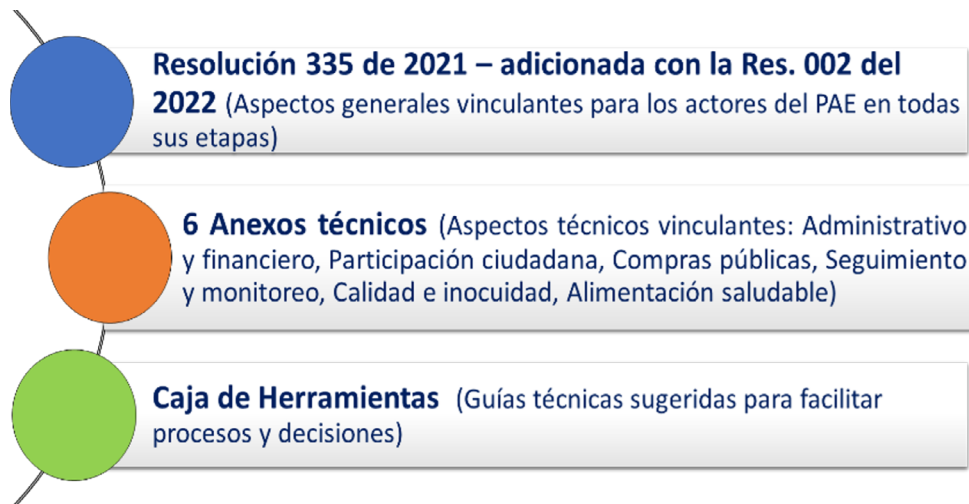 Resolución 335 de 2021 – adicionada con la Res. 002 del
2022 (Aspectos generales vinculantes para los actores del PAE en todas
sus etapas)
6 Anexos técnicos (Aspectos técnicos vinculantes: Administrativo
y financiero, Participación ciudadana, Compras públicas, Seguimiento
y monitoreo, Calidad e inocuidad, Alimentación saludable)
Caja de Herramientas (Guías técnicas sugeridas para facilitar
procesos y decisiones)